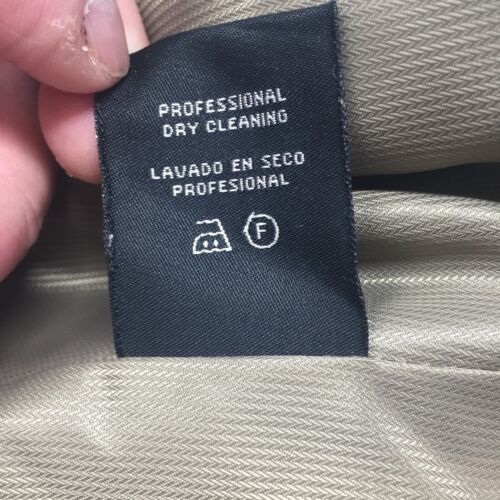 PROFESSIONAL
DRY CLEANING
LAVADO EN SECO
PROFESIONAL
F